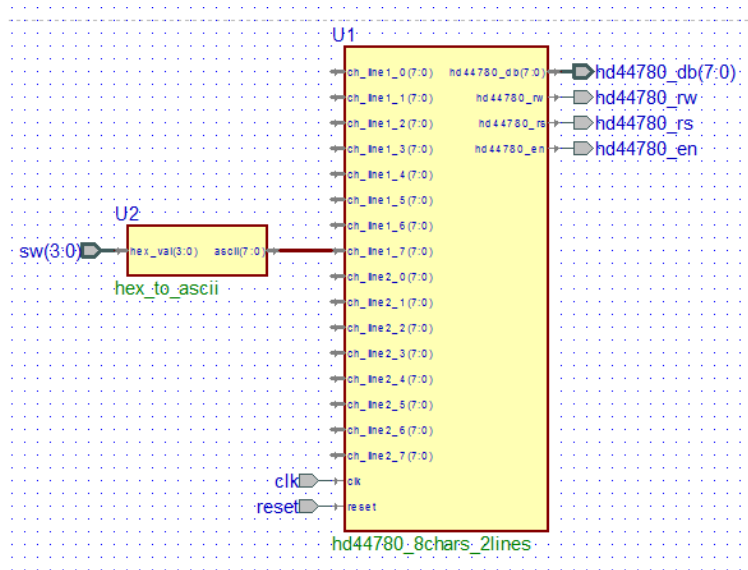 U1
ch_line1_0(7:0) hd44780_db(7:0) hd44780_db(7:0)
ch_line1_1(7:0) hd44780_rw hd44780_rw
ch_line1_2(7:0) hd44780_rs hd44780_rs
ch_line1_3(7:0) hd44780_en hd44780_en
ch_line1_4(7:0)
ch_line1_5(7:0)
U2
ch_line1_6(7:0)
sw(3:0) hex_val(3:0) ascii(7:0) ch_line1_7(7:0)
ch_line2_0(7:0)
hex_to_ascii
ch_line2_1(7:0)
ch_line2_2(7:0)
ch_line2_3(7:0)
ch_line2_4(7:0)
ch_line2_5(7:0)
ch_line2_6(7:0)
ch_line2_7(7:0)
clk clk
reset reset
hd44780_8chars_2lines